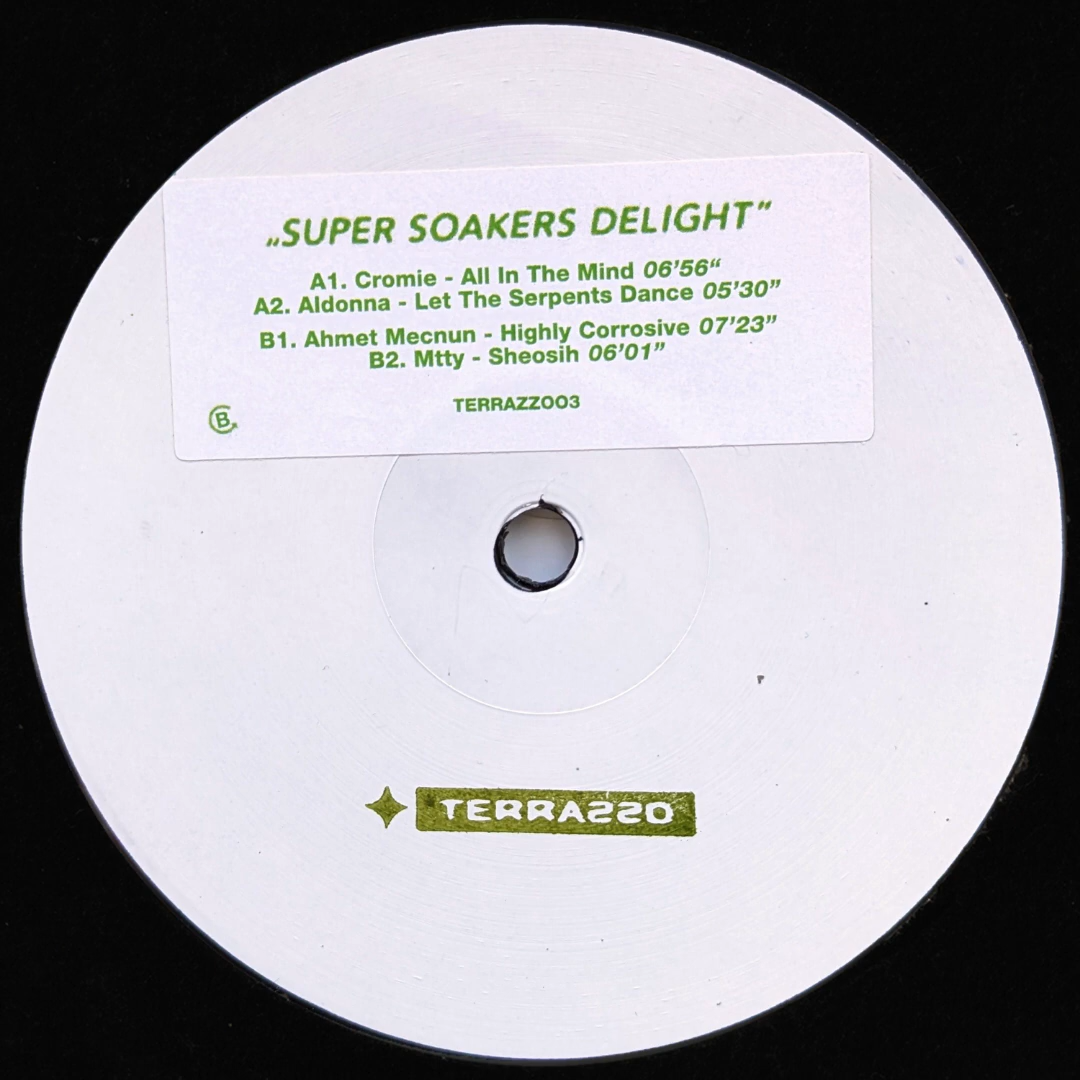 „SUPER SOAKERS DELIGHT”
A1. Cromie - All In The Mind 06’56“
A2. Aldonna - Let The Serpents Dance 05’30”
B1. Ahmet Mecnun - Highly Corrosive 07’23”
B2. Mtty - Sheosih 06’01”
TERRAZZ003
B
TERRAZZO